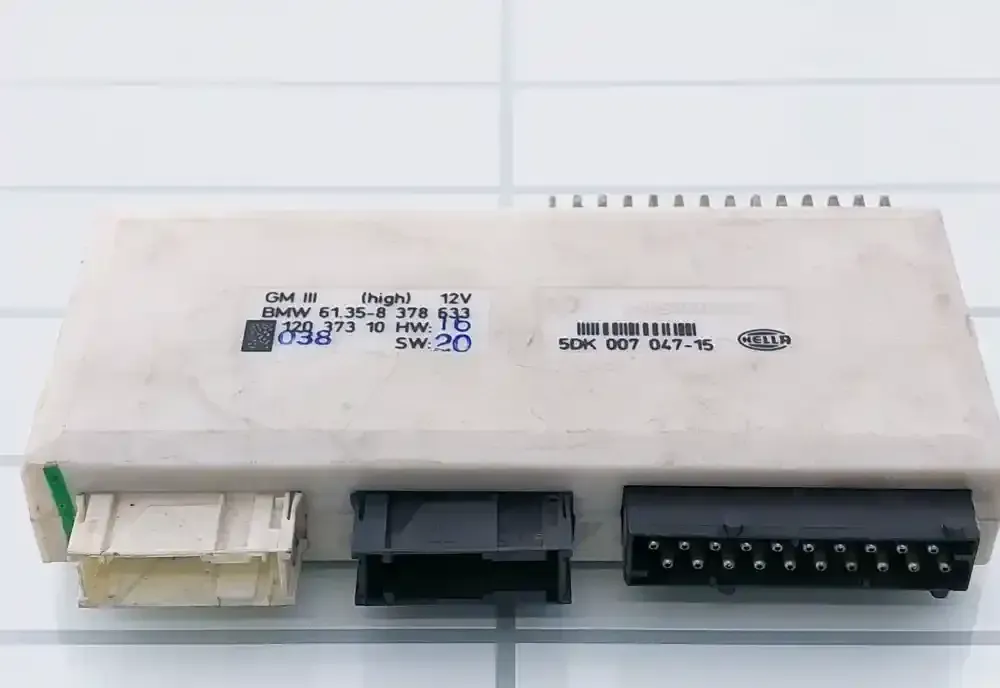 GM III (high) 12V
BMW 61.35-8 378 633
120 373 10 HW: 16
038 SW: 20
5DK 007 047-15
HELLA